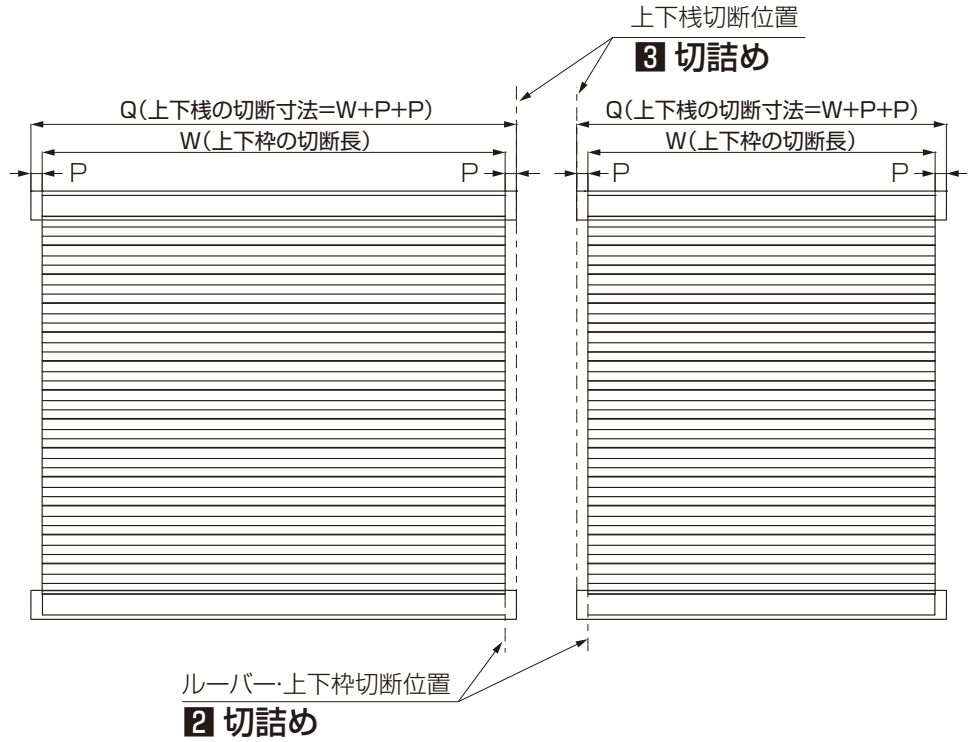 上下桟切断位置
3 切詰め
Q(上下桟の切断寸法=W+P+P)
W(上下枠の切断長)
P
P
Q(上下桟の切断寸法=W+P+P)
W(上下枠の切断長)
P
P
ルーバー・上下枠切断位置
2 切詰め